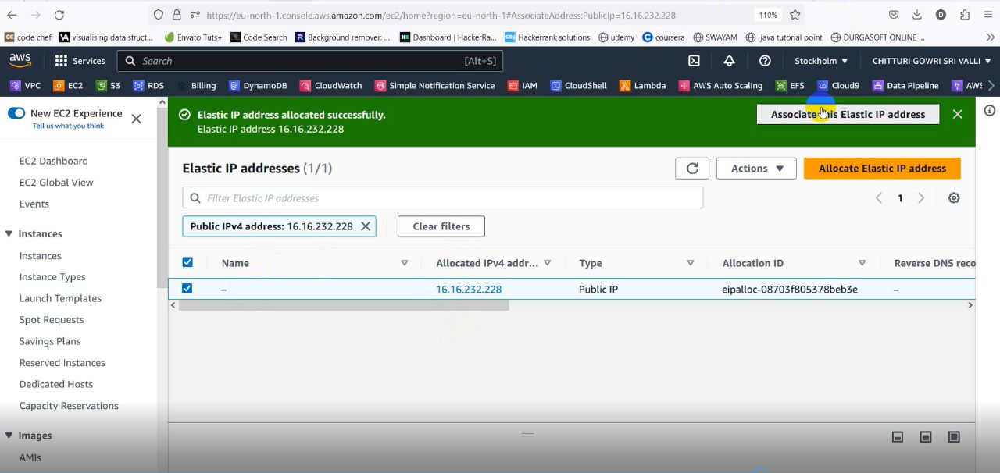 https://eu-north-1.console.aws.amazon.com/ec2/home?region=eu-north-1#AssociateAddress:PublicIp=16.16.232.228 110%
CC code chef VA visualising data struct... Envato Tuts+ Code Search R Background remover: ... Dashboard | HackerRa... Hackerrank solutions udemy C coursera SWAYAM java tutorial point DURGASOFT ONLINE ...
aws Services Search [Alt+S] Stockholm CHITTURI GOWRI SRI VALLI
VPC EC2 S3 RDS Billing DynamoDB CloudWatch Simple Notification Service IAM CloudShell Lambda AWS Auto Scaling EFS Cloud9 Data Pipeline AWS
New EC2 Experience
Tell us what you think
EC2 Dashboard
EC2 Global View
Events
Instances
Instances
Instance Types
Launch Templates
Spot Requests
Savings Plans
Reserved Instances
Dedicated Hosts
Capacity Reservations
Images
AMIs
Elastic IP address allocated successfully.
Elastic IP address 16.16.232.228
Associate this Elastic IP address
Elastic IP addresses (1/1)
Actions
Allocate Elastic IP address
Filter Elastic IP addresses
1
Public IPv4 address: 16.16.232.228
Clear filters
Name Allocated IPv4 addr... Type Allocation ID Reverse DNS reco
– 16.16.232.228 Public IP eipalloc-08703f805378beb3e –